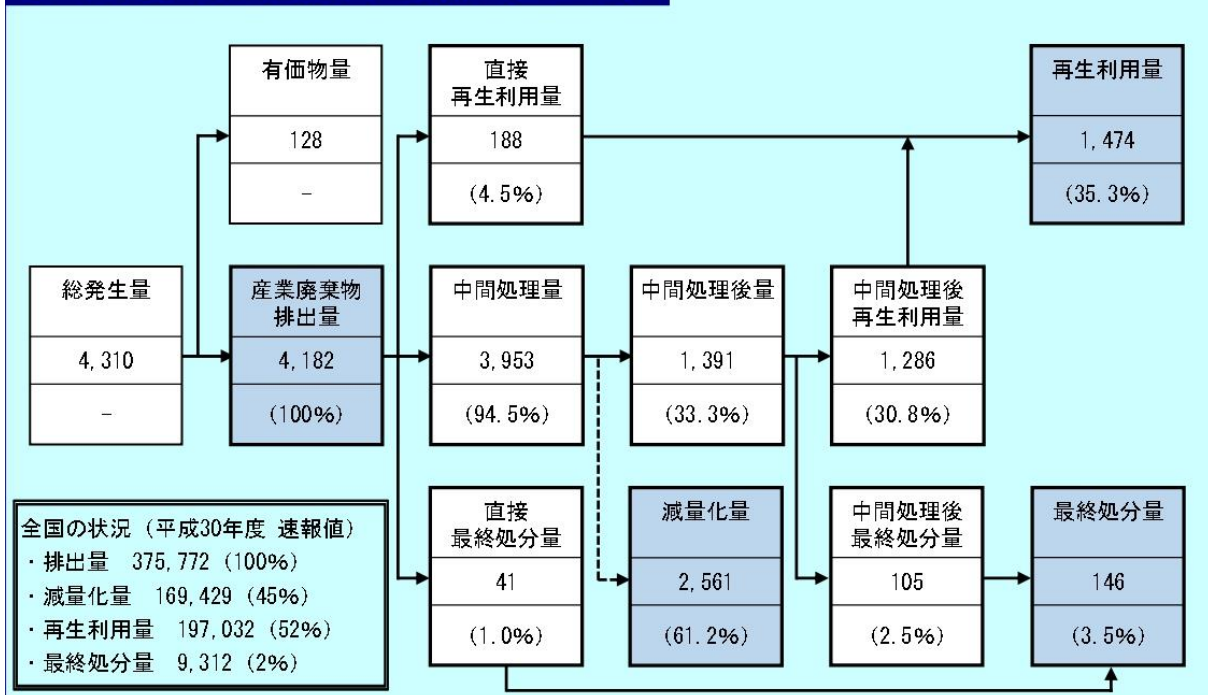 有価物量
128
-
直接
再生利用量
188
(4.5%)
再生利用量
1,474
(35.3%)
総発生量
4,310
-
産業廃棄物
排出量
4,182
(100%)
中間処理量
3,953
(94.5%)
中間処理後量
1,391
(33.3%)
中間処理後
再生利用量
1,286
(30.8%)
直接
最終処分量
41
(1.0%)
減量化量
2,561
(61.2%)
中間処理後
最終処分量
105
(2.5%)
最終処分量
146
(3.5%)
全国の状況（平成30年度 速報値）
・排出量 375,772 (100%)
・減量化量 169,429 (45%)
・再生利用量 197,032 (52%)
・最終処分量 9,312 (2%)